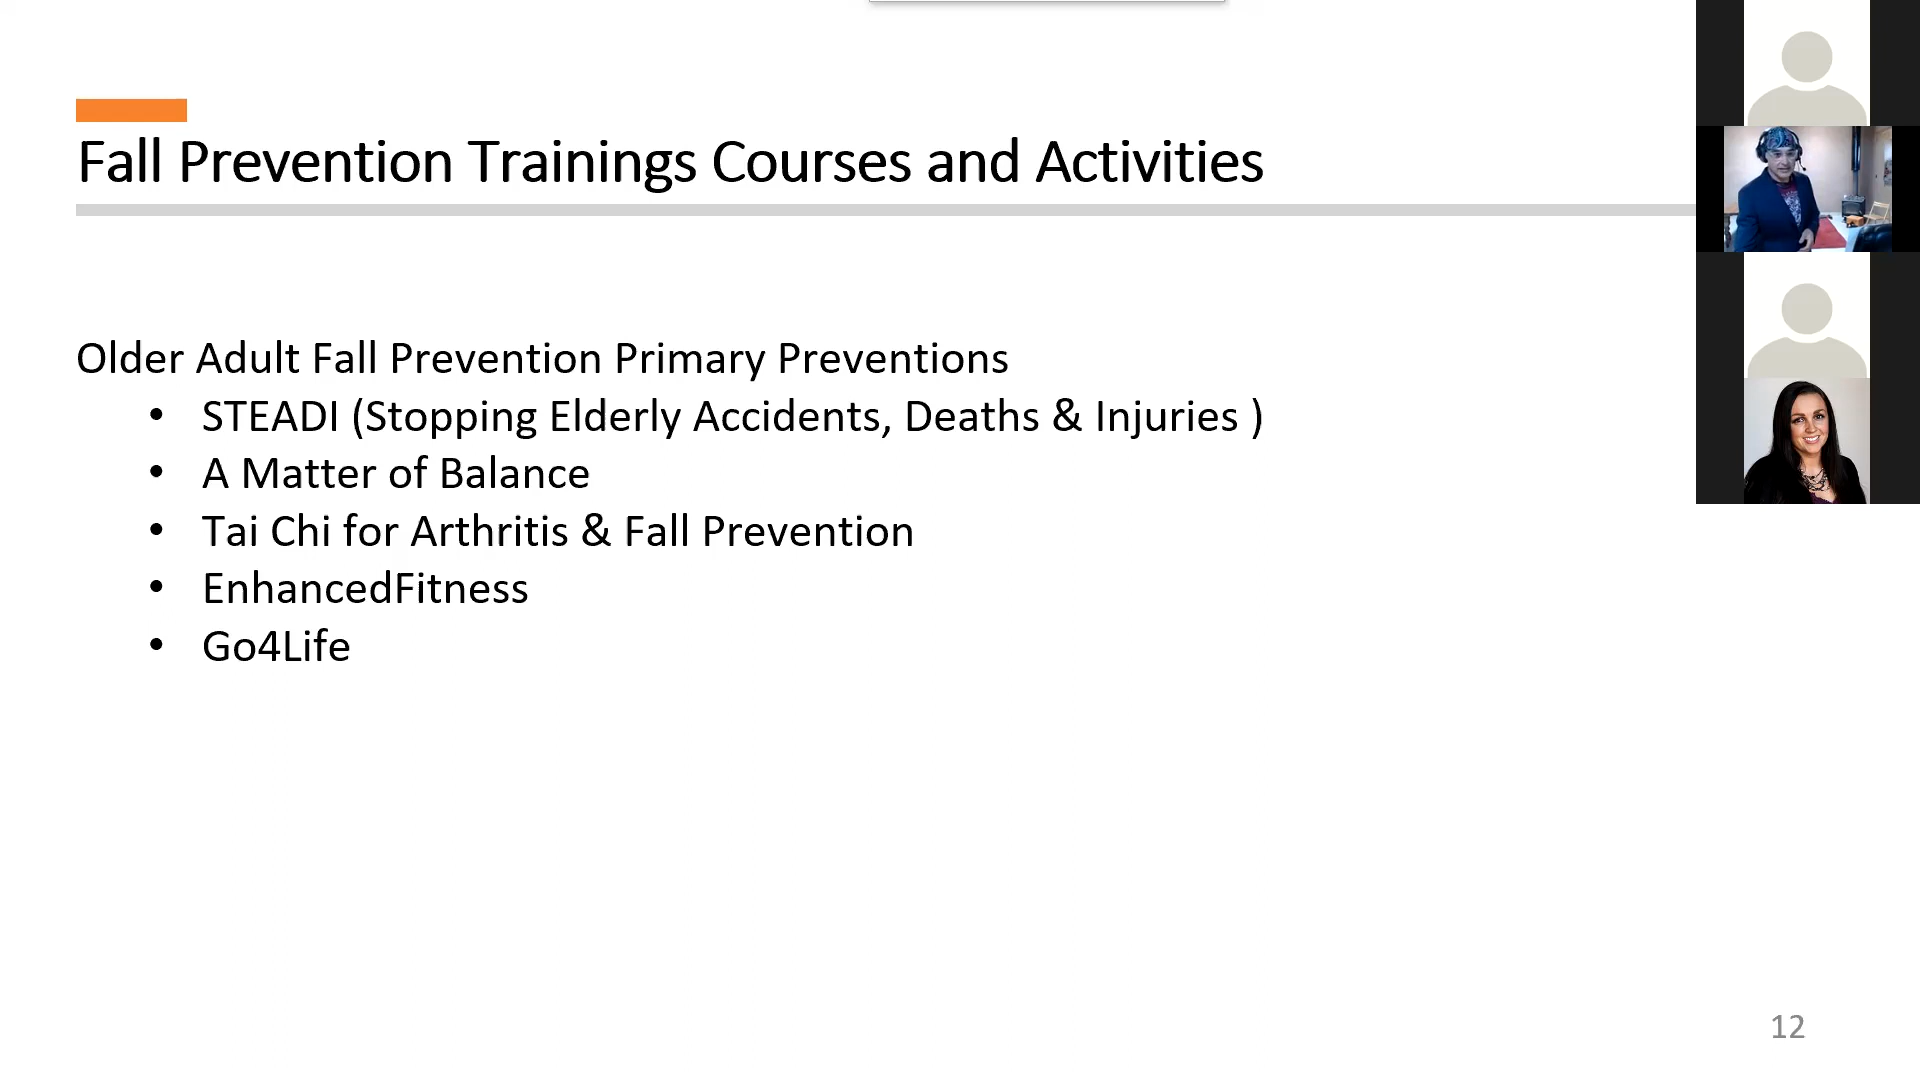 Fall Prevention Trainings Courses and Activities
Older Adult Fall Prevention Primary Preventions
• STEADI (Stopping Elderly Accidents, Deaths & Injuries )
• A Matter of Balance
• Tai Chi for Arthritis & Fall Prevention
• EnhancedFitness
• Go4Life
12